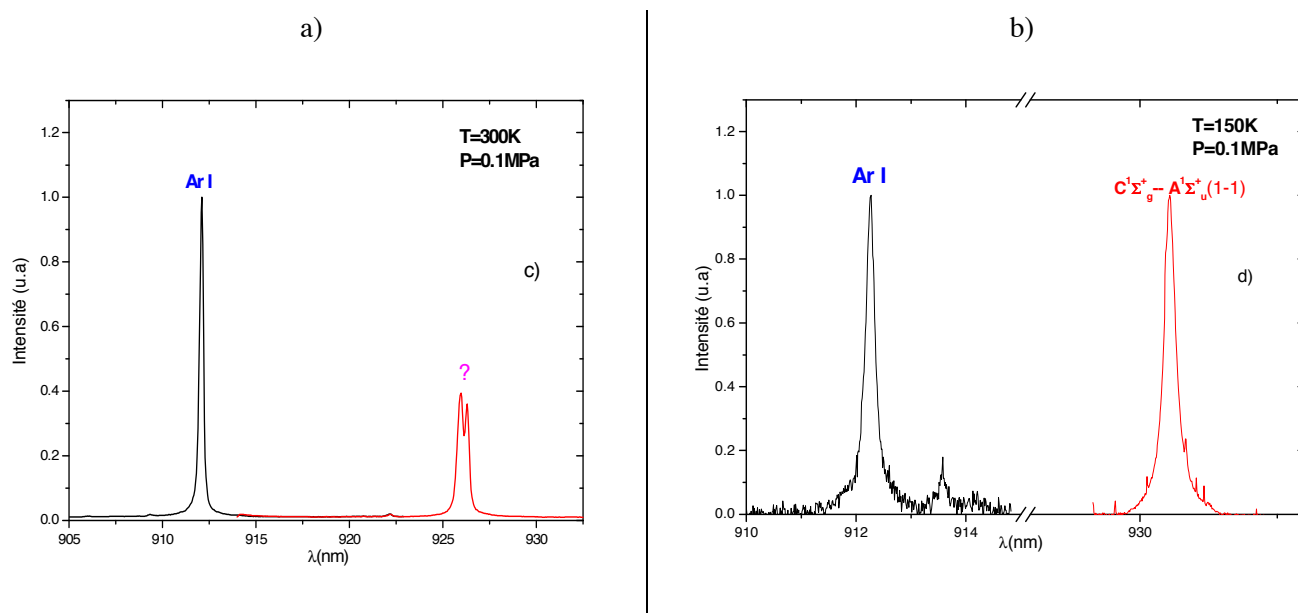 a)
b)
1.2
1.0
0.8
0.6
0.4
0.2
0.0
Intensité (u.a)
T=300K
P=0.1MPa
Ar I
c)
?
905 910 915 920 925 930
λ(nm)
1.2
1.0
0.8
0.6
0.4
0.2
0.0
Intensité (u.a)
T=150K
P=0.1MPa
Ar I
C¹Σ⁺g-- A¹Σ⁺u(1-1)
d)
910 912 914 930
λ(nm)